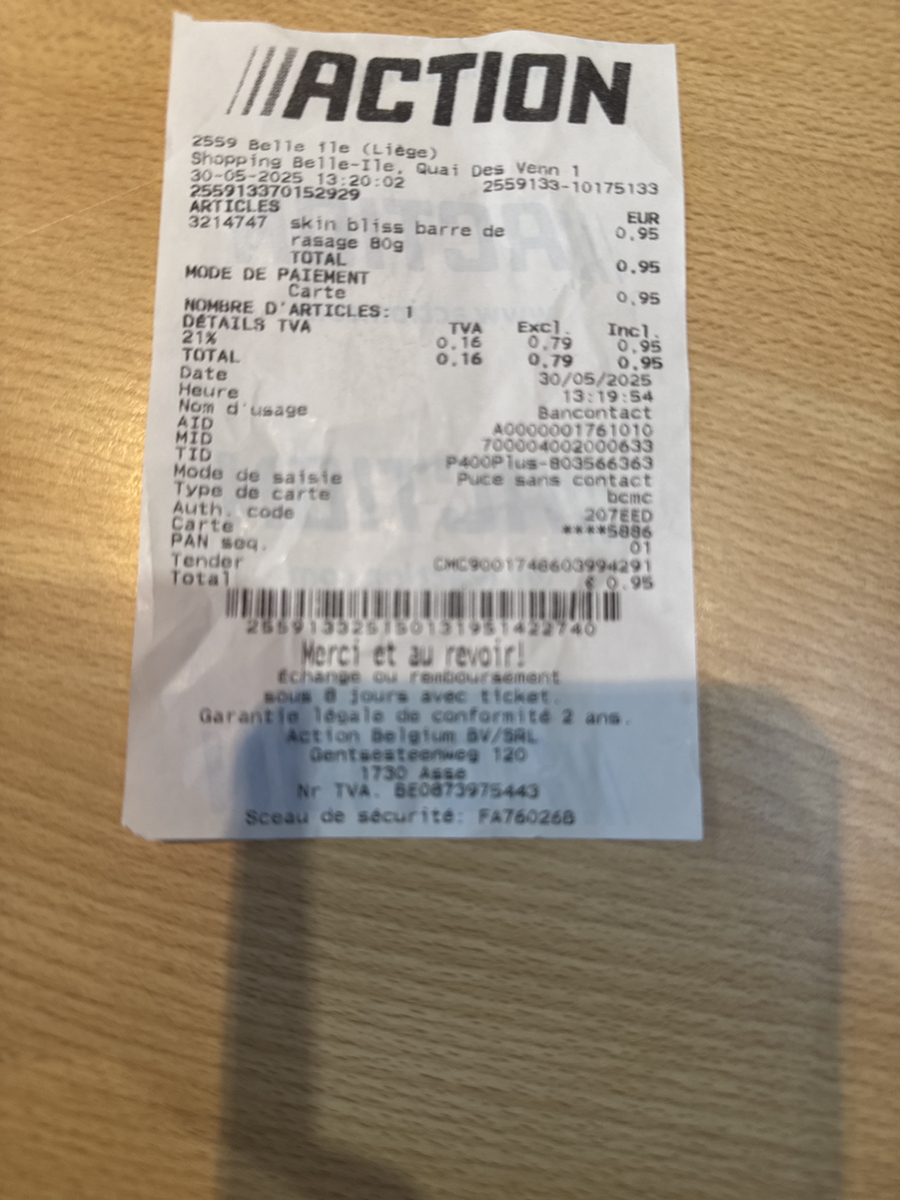 ACTION
2559 Belle Ile (Liège)
Shopping Belle-Ile, Quai Des Venn 1
30-05-2025 13:20:02 2559133-10175133
255913370152929
ARTICLES EUR
3214747 skin bliss barre de 0.95
rasage 80g
TOTAL 0.95
MODE DE PAIEMENT
Carte 0.95
NOMBRE D'ARTICLES: 1
DÉTAILS TVA TVA Excl. Incl.
21% 0.16 0.79 0.95
TOTAL 0.16 0.79 0.95
Date 30/05/2025
Heure 13:19:54
Nom d'usage Bancontact
AID A0000001761010
MID 700004002000633
TID P400Plus-803566363
Mode de saisie Puce sans contact
Type de carte bcmc
Auth. code 207EED
Carte ****5886
PAN seq. 01
Tender CMC9001748603994291
Total € 0.95
255913325150131951422740
Merci et au revoir!
Échange ou remboursement
sous 8 jours avec ticket.
Garantie légale de conformité 2 ans.
Action Belgium BV/SRL
Gentsesteenweg 120
1730 Asse
Nr TVA. BE0873975443
Sceau de sécurité: FA76026B